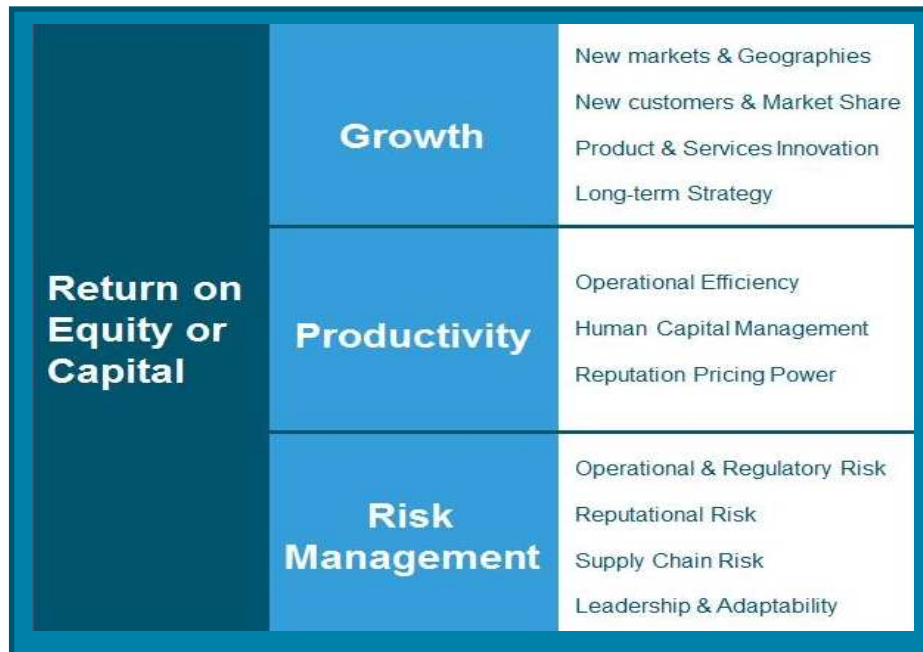 Return on
Equity or
Capital
Growth
New markets & Geographies
New customers & Market Share
Product & Services Innovation
Long-term Strategy
Productivity
Operational Efficiency
Human Capital Management
Reputation Pricing Power
Risk
Management
Operational & Regulatory Risk
Reputational Risk
Supply Chain Risk
Leadership & Adaptability